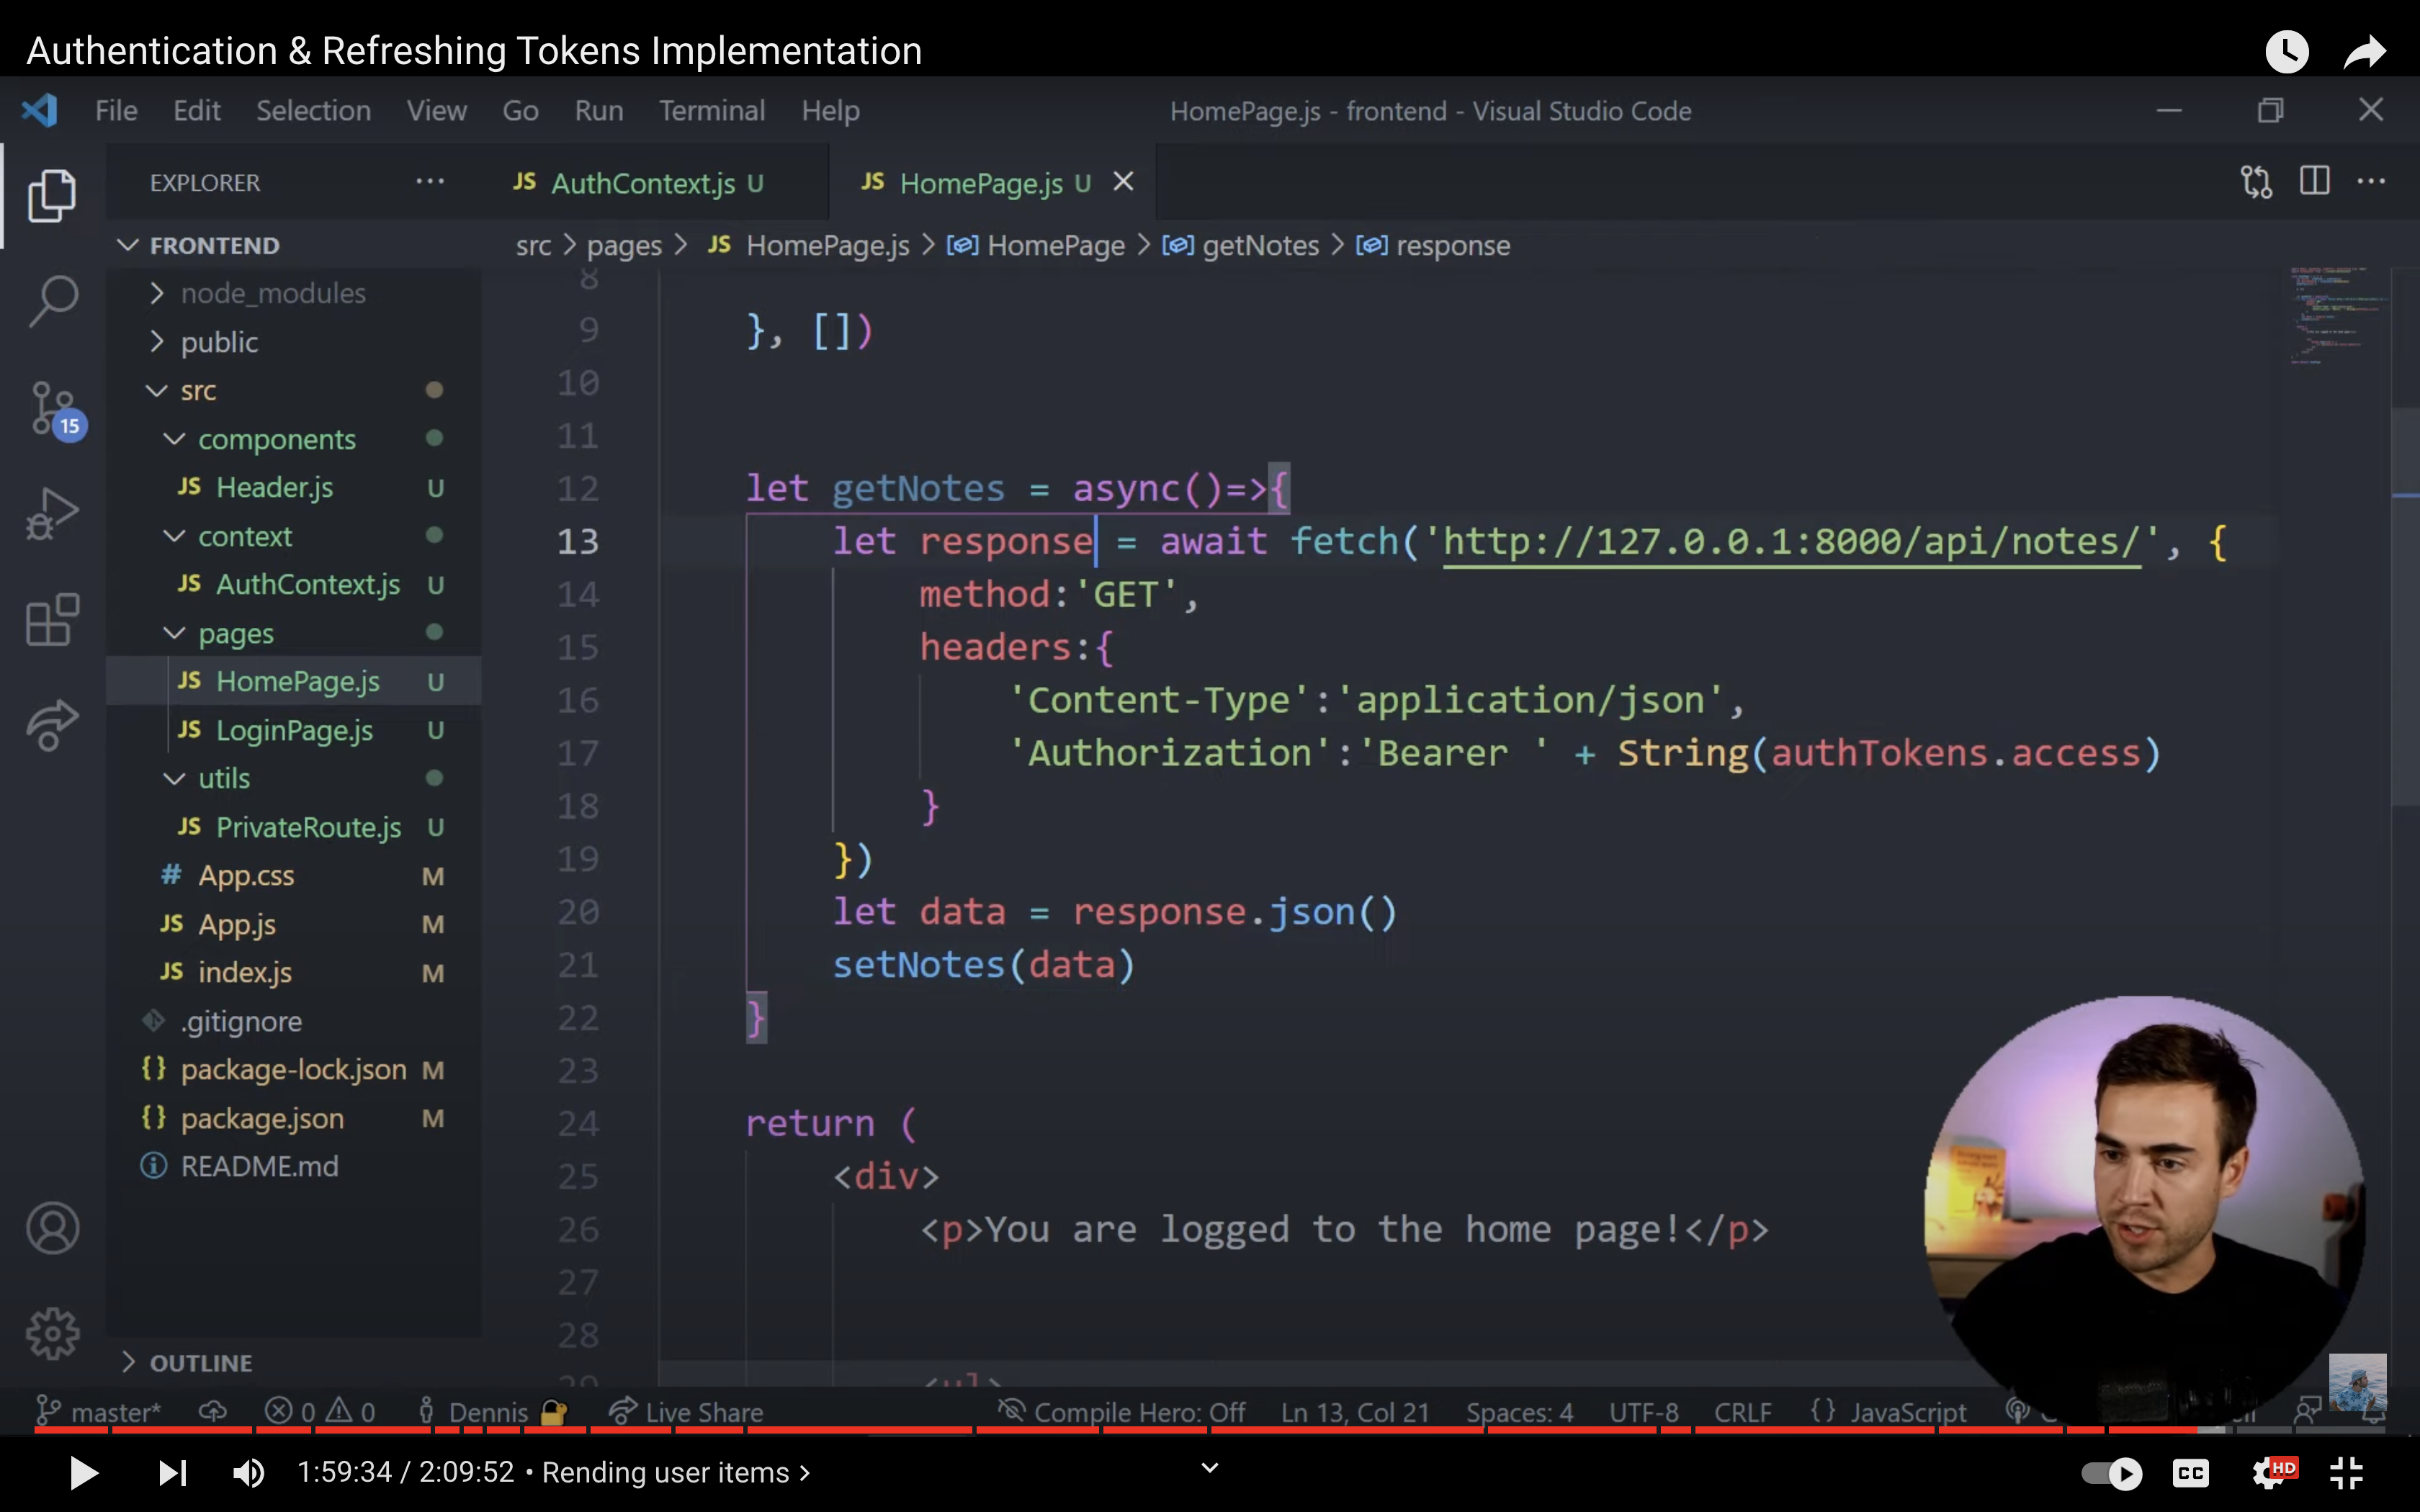 Authentication & Refreshing Tokens Implementation
File Edit Selection View Go Run Terminal Help
HomePage.js - frontend - Visual Studio Code
EXPLORER
JS AuthContext.js U
JS HomePage.js U
FRONTEND
src > pages > JS HomePage.js > HomePage > getNotes > response
node_modules
public
src
components
JS Header.js U
context
JS AuthContext.js U
pages
JS HomePage.js U
JS LoginPage.js U
utils
JS PrivateRoute.js U
# App.css M
JS App.js M
JS index.js M
.gitignore
{} package-lock.json M
{} package.json M
README.md
OUTLINE
15
8
9 }, [])
10
11
12 let getNotes = async()=>{
13 let response = await fetch('http://127.0.0.1:8000/api/notes/', {
14 method:'GET',
15 headers:{
16 'Content-Type':'application/json',
17 'Authorization':'Bearer ' + String(authTokens.access)
18 }
19 })
20 let data = response.json()
21 setNotes(data)
22 }
23
24 return (
25 <div>
26 <p>You are logged to the home page!</p>
27
28
29 <ul>
master* 0 0 Dennis Live Share Compile Hero: Off Ln 13, Col 21 Spaces: 4 UTF-8 CRLF {} JavaScript
1:59:34 / 2:09:52 • Rending user items >
CC
HD